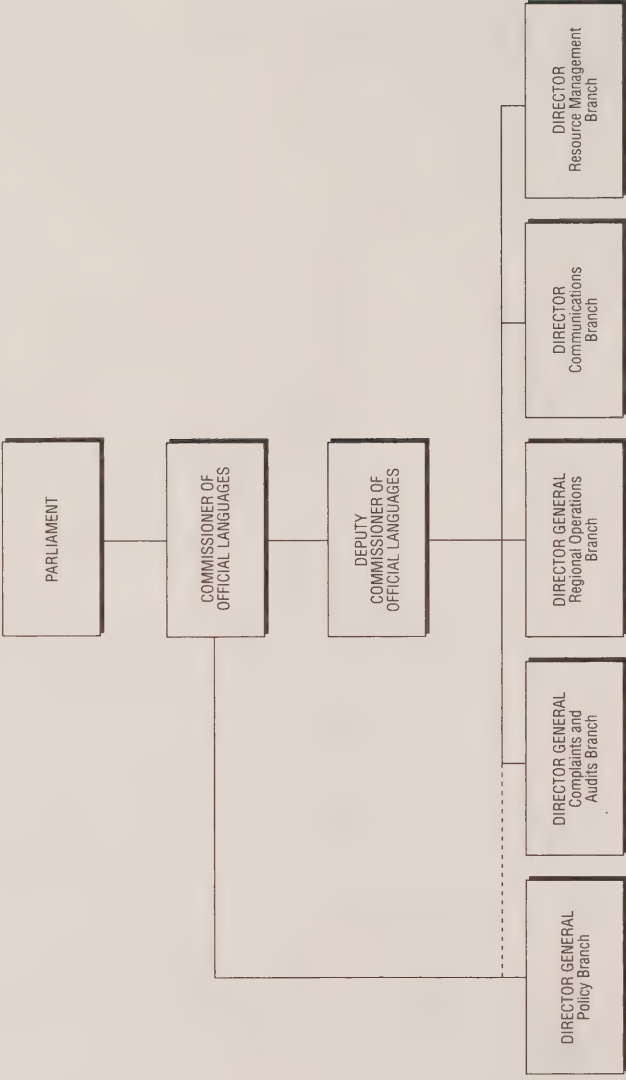 PARLIAMENT
COMMISSIONER OF
OFFICIAL LANGUAGES
DEPUTY
COMMISSIONER OF
OFFICIAL LANGUAGES
DIRECTOR GENERAL
Policy Branch
DIRECTOR GENERAL
Complaints and
Audits Branch
DIRECTOR GENERAL
Regional Operations
Branch
DIRECTOR
Communications
Branch
DIRECTOR
Resource Management
Branch